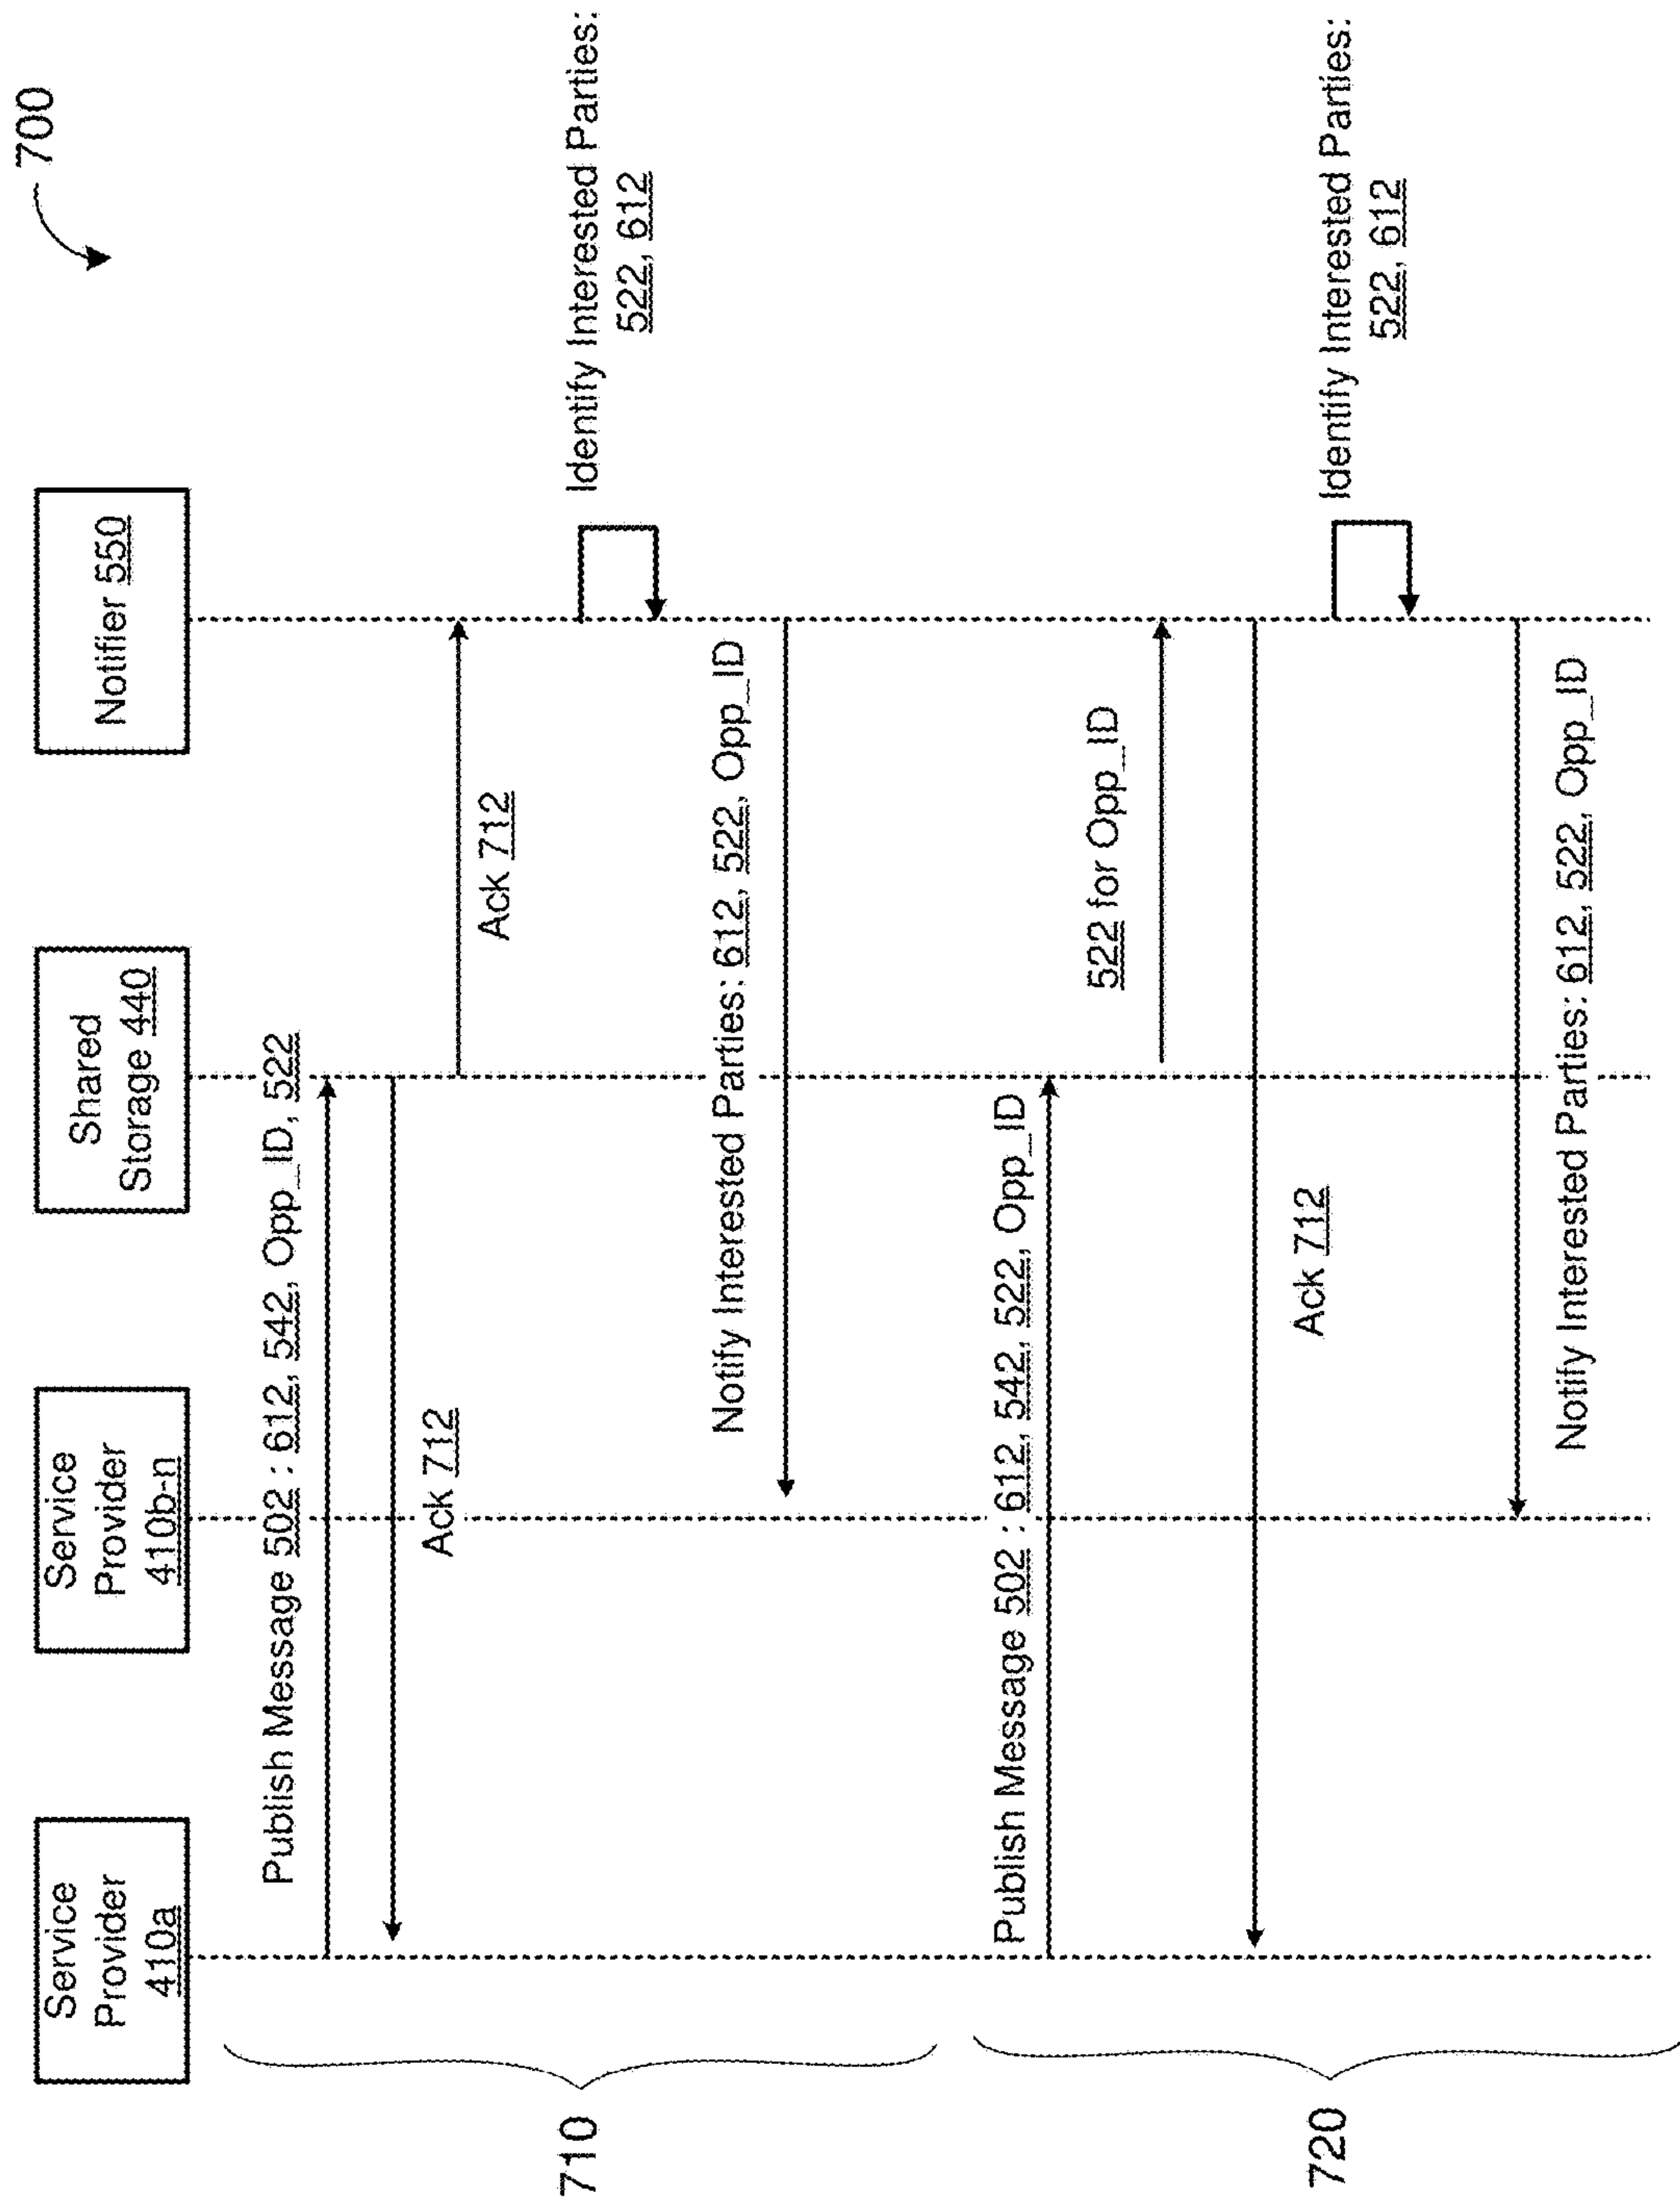 700
Service
Provider
410a
Service
Provider
410b-n
Shared
Storage 440
Notifier 550
710
Publish Message 502 : 612, 542, Opp_ID, 522
Ack 712
Ack 712
Identify Interested Parties:
522, 612
Notify Interested Parties: 612, 522, Opp_ID
720
Publish Message 502 : 612, 542, 522, Opp_ID
522 for Opp_ID
Ack 712
Identify Interested Parties:
522, 612
Notify Interested Parties: 612, 522, Opp_ID